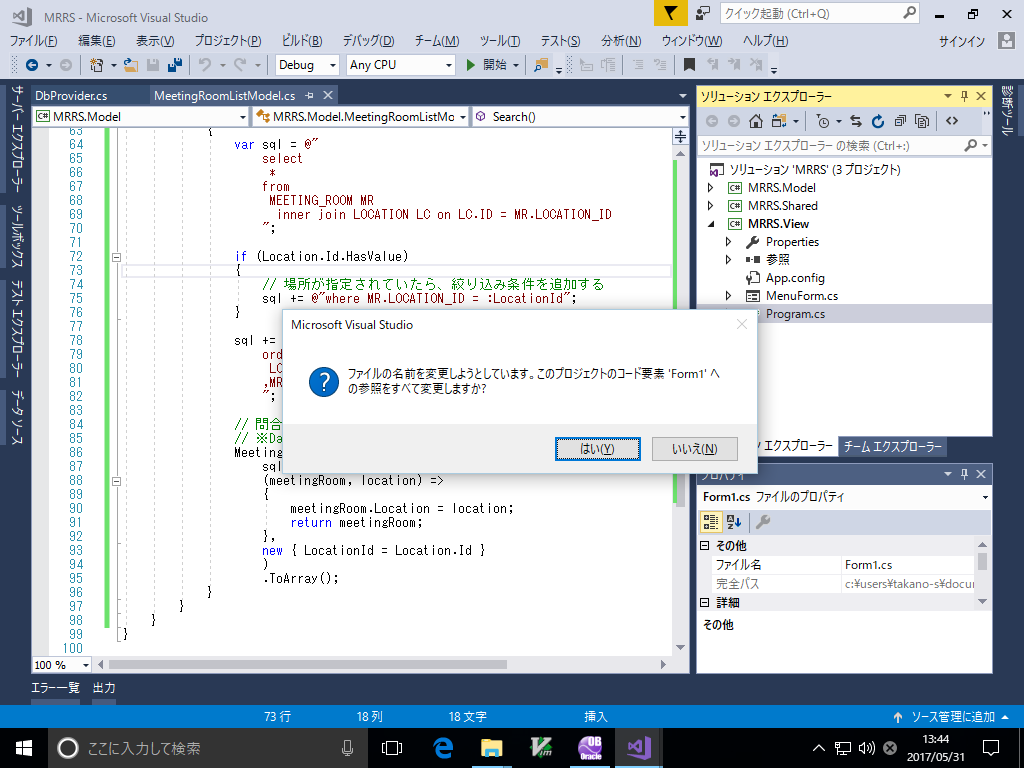 MRRS - Microsoft Visual Studio
クイック起動 (Ctrl+Q)
ファイル(F) 編集(E) 表示(V) プロジェクト(P) ビルド(B) デバッグ(D) チーム(M) ツール(T) テスト(S) 分析(N) ウィンドウ(W) ヘルプ(H) サインイン
Debug Any CPU 開始
サーバー エクスプローラー
ツールボックス
テスト エクスプローラー
データ ソース
診断ツール
DbProvider.cs MeetingRoomListModel.cs
C# MRRS.Model MRRS.Model.MeetingRoomListMo Search()
63 {
64 var sql = @"
65 select
66 *
67 from
68 MEETING_ROOM MR
69 inner join LOCATION LC on LC.ID = MR.LOCATION_ID
70 ";
71
72 if (Location.Id.HasValue)
73 {
74 // 場所が指定されていたら、絞り込み条件を追加する
75 sql += @"where MR.LOCATION_ID = :LocationId";
76 }
77
78 sql +=
79 ord
80 LC
81 ,MR
82 ";
83
84 // 問合
85 // ※Da
86 Meeting
87 sql
88 (meetingRoom, location) =>
89 {
90 meetingRoom.Location = location;
91 return meetingRoom;
92 },
93 new { LocationId = Location.Id }
94 )
95 .ToArray();
96 }
97 }
98 }
99 }
100
100 %
Microsoft Visual Studio
ファイルの名前を変更しようとしています。このプロジェクトのコード要素 'Form1' へ
の参照をすべて変更しますか?
はい(Y) いいえ(N)
ソリューション エクスプローラー
ソリューション エクスプローラー の検索 (Ctrl+:)
ソリューション 'MRRS' (3 プロジェクト)
C# MRRS.Model
C# MRRS.Shared
C# MRRS.View
Properties
参照
App.config
MenuForm.cs
Program.cs
エクスプローラー チーム エクスプローラー
プロパティ
Form1.cs ファイルのプロパティ
その他
ファイル名 Form1.cs
完全パス c:¥users¥takano-s¥docu
詳細
その他
エラー一覧 出力
73 行 18 列 18 文字 挿入 ソース管理に追加
ここに入力して検索
OB
Oracle
13:44
2017/05/31